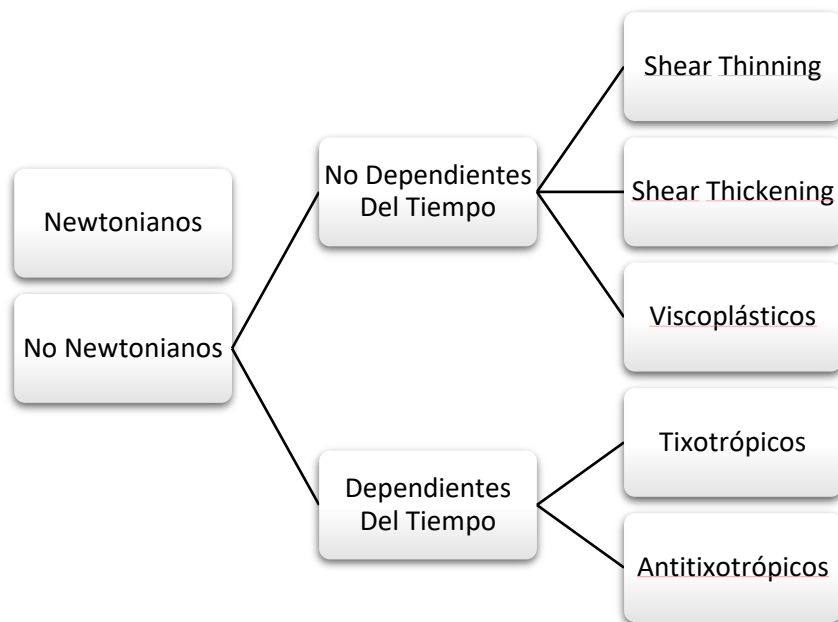 Newtonianos
No Newtonianos
No Dependientes
Del Tiempo
Dependientes
Del Tiempo
Shear Thinning
Shear Thickening
Viscoplásticos
Tixotrópicos
Antitixotrópicos